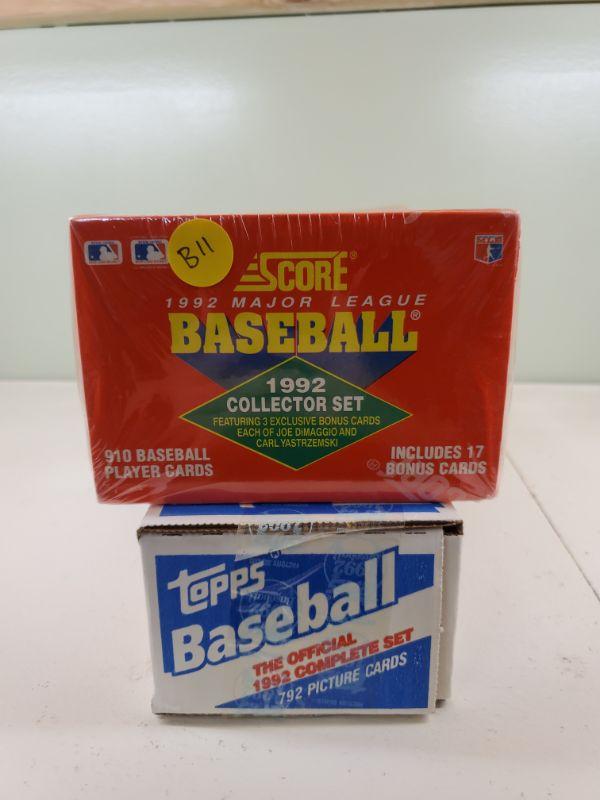 B11
SCORE®
1992 MAJOR LEAGUE
BASEBALL®
1992
COLLECTOR SET
FEATURING 3 EXCLUSIVE BONUS CARDS
EACH OF JOE DiMAGGIO AND
CARL YASTRZEMSKI
910 BASEBALL
PLAYER CARDS
INCLUDES 17
BONUS CARDS
Topps
Baseball
THE OFFICIAL
1992 COMPLETE SET
792 PICTURE CARDS